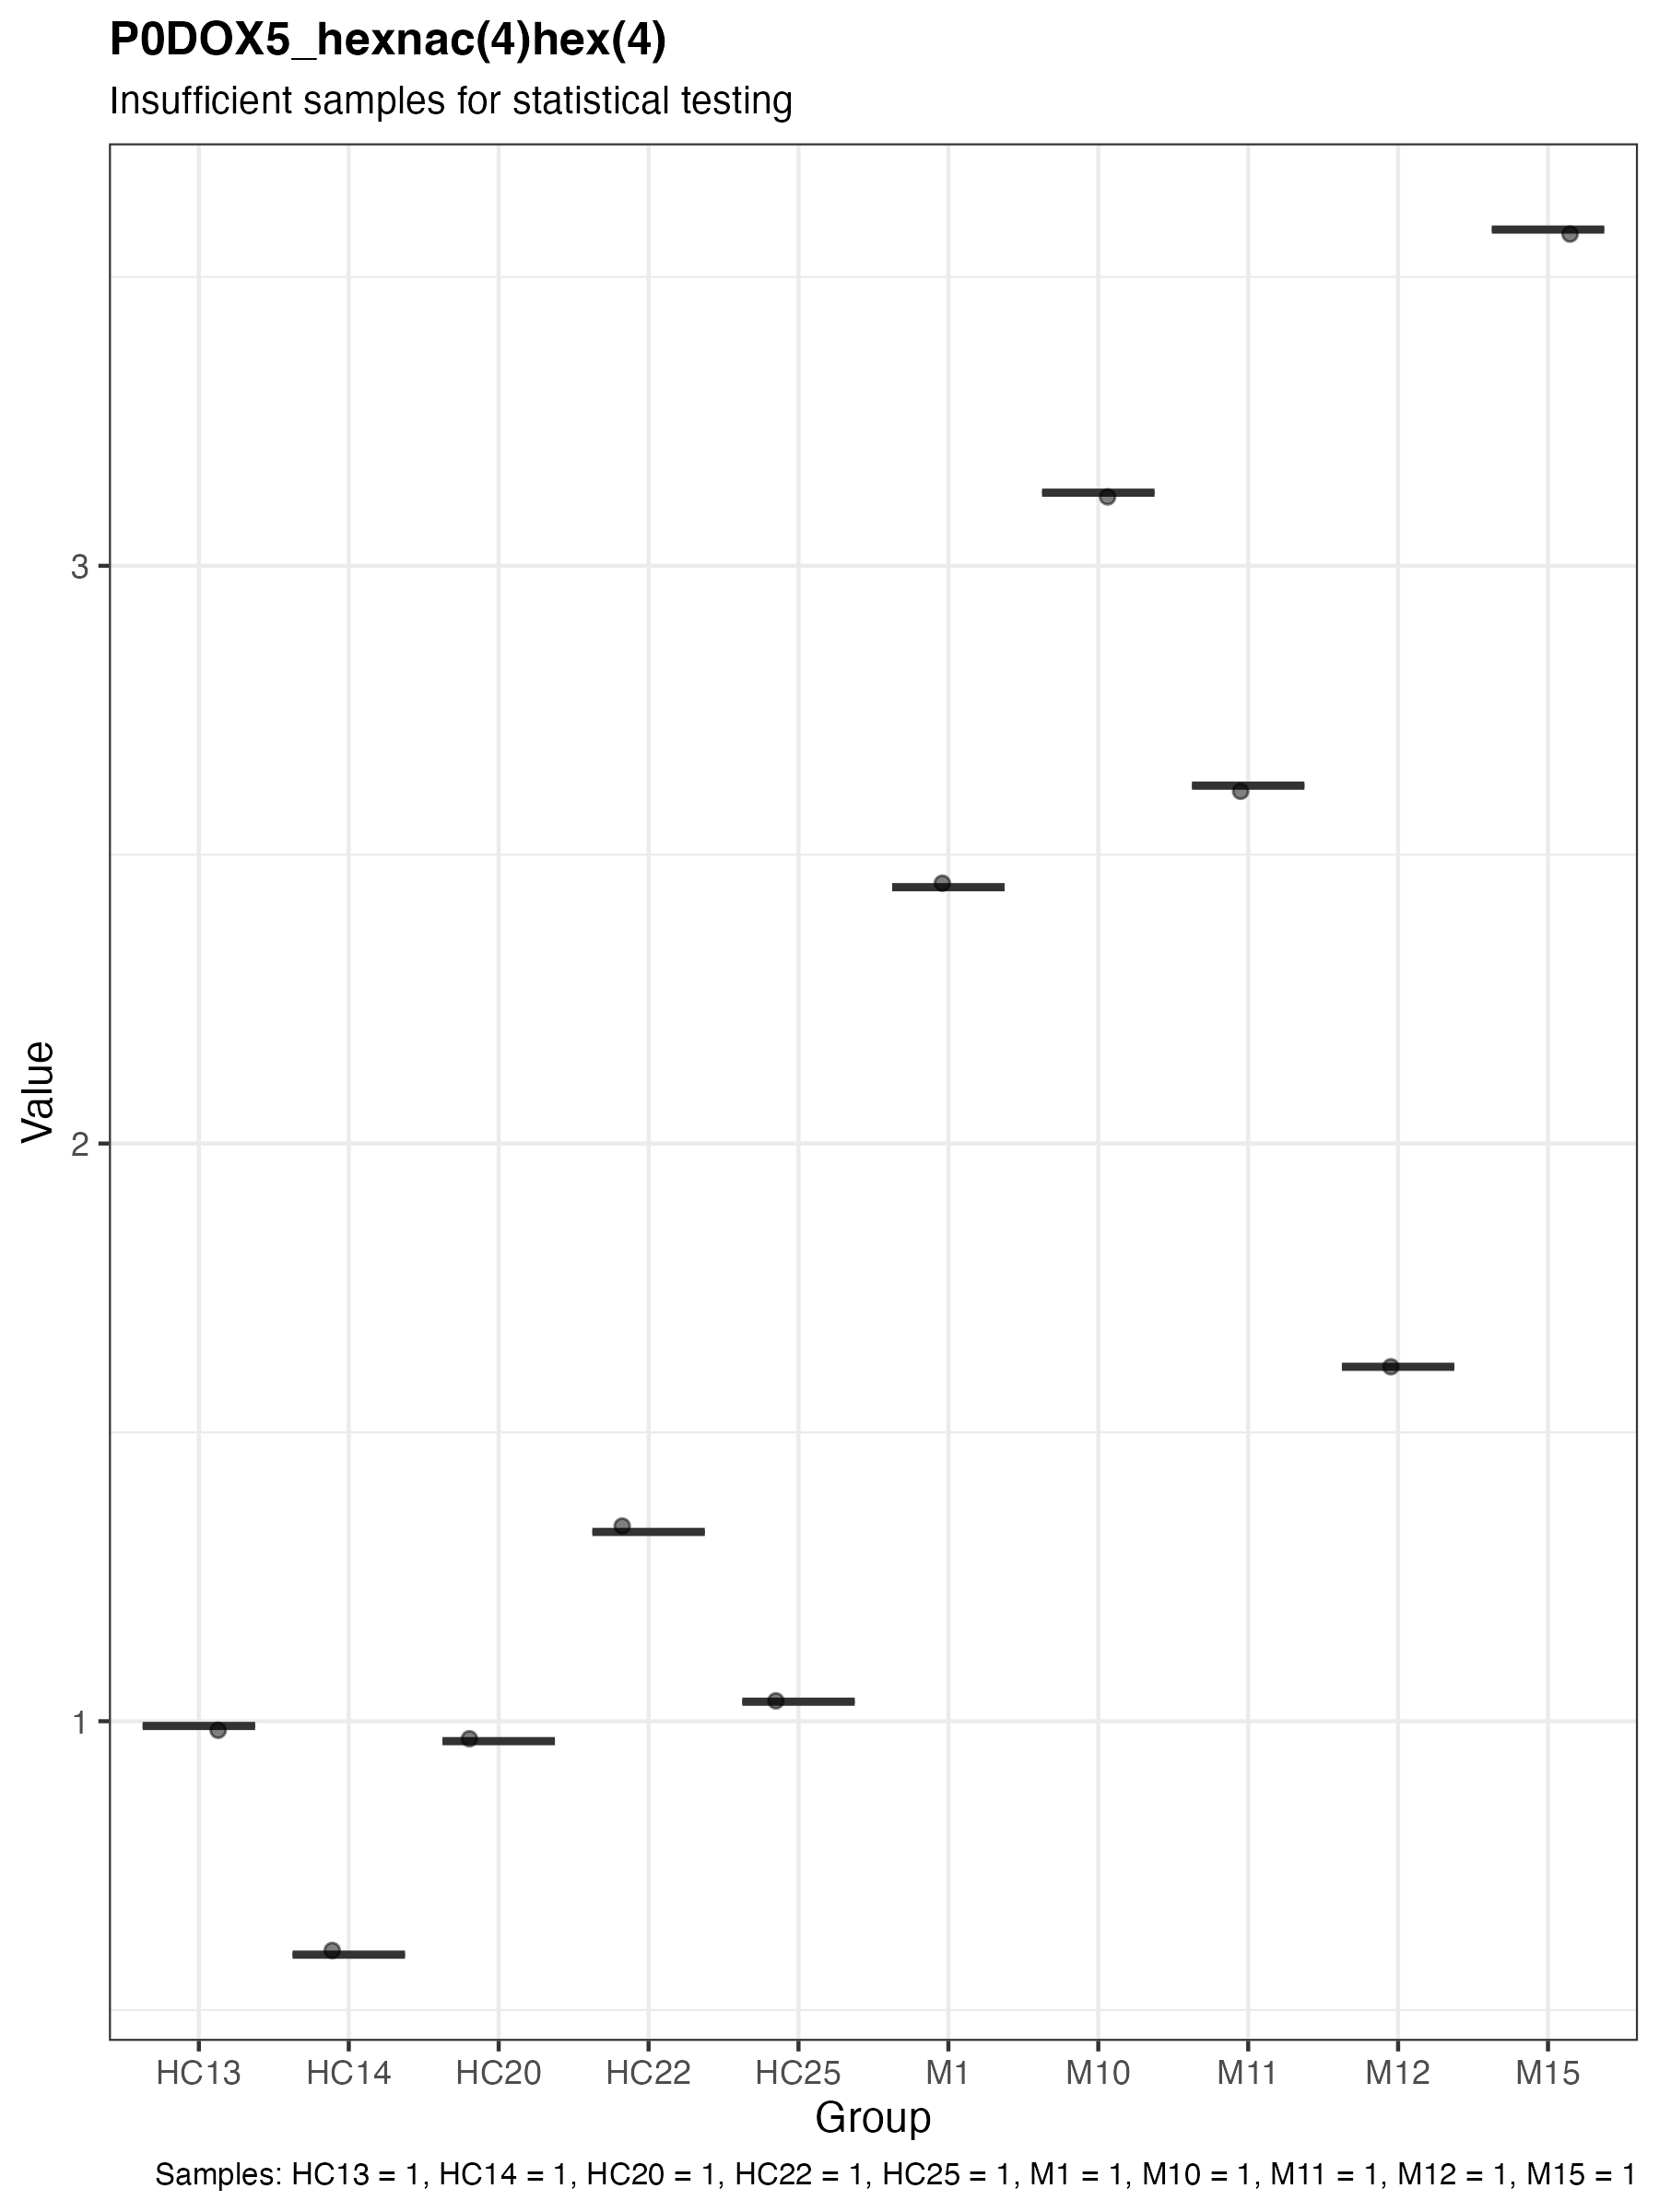 P0DOX5_hexnac(4)hex(4)
Insufficient samples for statistical testing
Value
3
2
1
HC13 HC14 HC20 HC22 HC25 M1 M10 M11 M12 M15
Group
Samples: HC13 = 1, HC14 = 1, HC20 = 1, HC22 = 1, HC25 = 1, M1 = 1, M10 = 1, M11 = 1, M12 = 1, M15 = 1